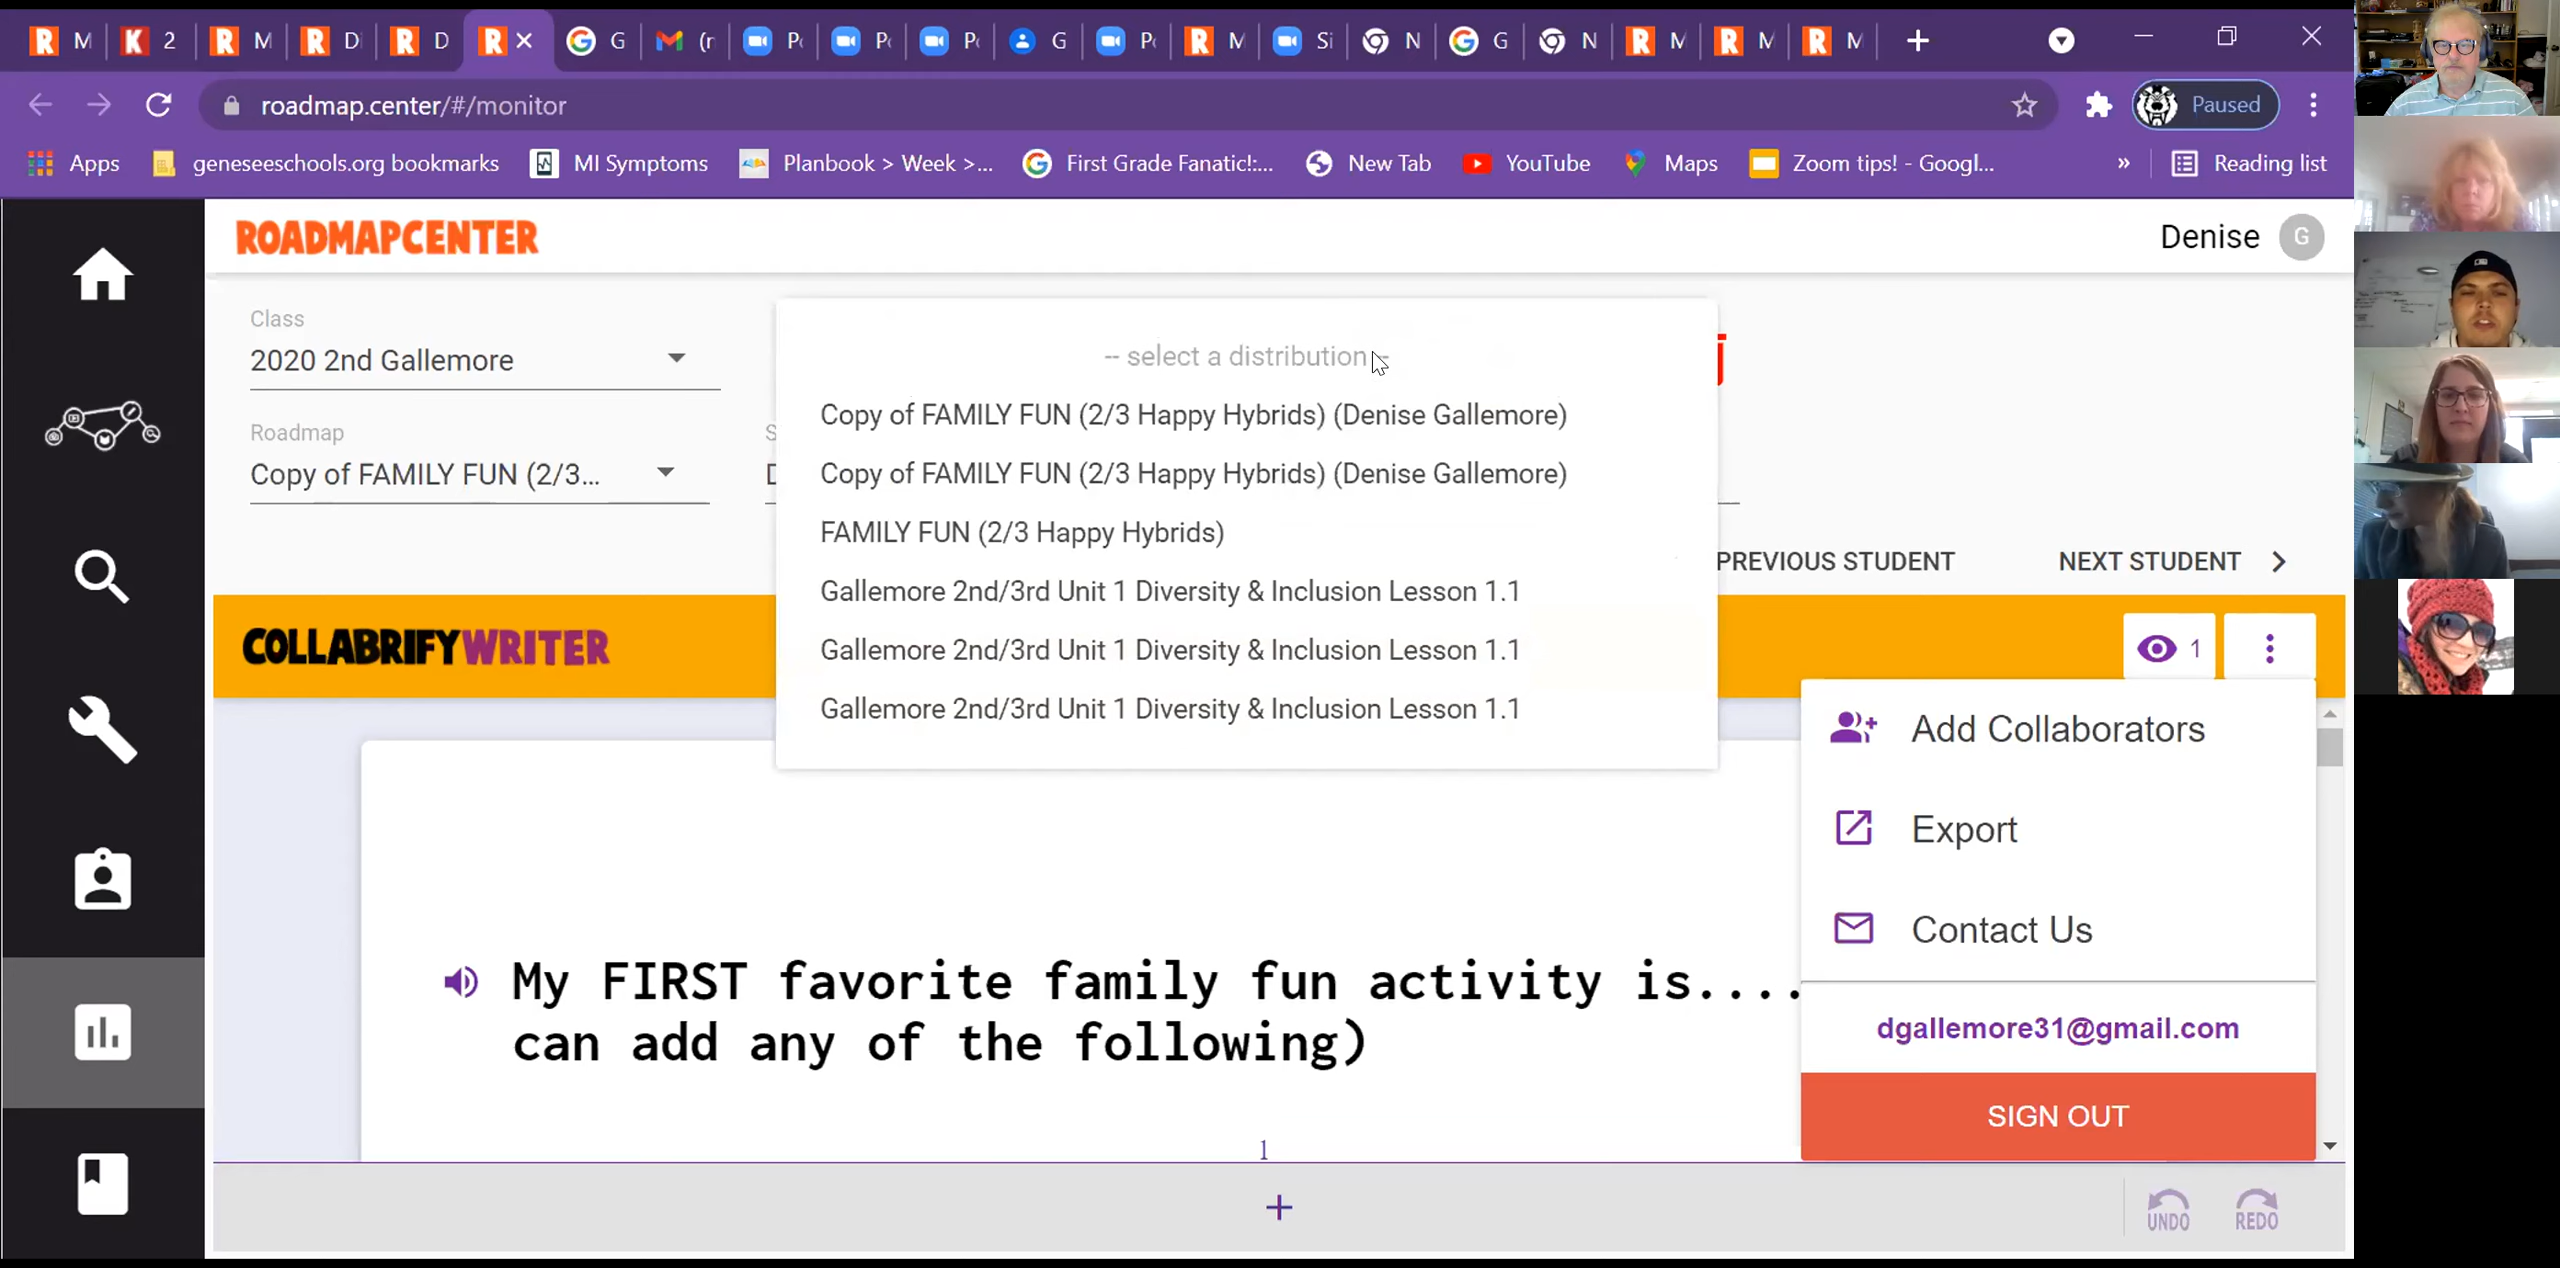 M
2
M
D
D
G
(r
Pc
Pc
Pc
G
Pc
M
Si
N
G
N
M
M
M
roadmap.center/#/monitor
Paused
Apps
geneseeschools.org bookmarks
MI Symptoms
Planbook > Week >...
First Grade Fanatic!:...
New Tab
YouTube
Maps
Zoom tips! - Googl...
»
Reading list
ROADMAPCENTER
Denise G
Class
2020 2nd Gallemore
Roadmap
Copy of FAMILY FUN (2/3...
-- select a distribution --
Copy of FAMILY FUN (2/3 Happy Hybrids) (Denise Gallemore)
Copy of FAMILY FUN (2/3 Happy Hybrids) (Denise Gallemore)
FAMILY FUN (2/3 Happy Hybrids)
Gallemore 2nd/3rd Unit 1 Diversity & Inclusion Lesson 1.1
Gallemore 2nd/3rd Unit 1 Diversity & Inclusion Lesson 1.1
Gallemore 2nd/3rd Unit 1 Diversity & Inclusion Lesson 1.1
PREVIOUS STUDENT
NEXT STUDENT
COLLABRIFYWRITER
1
Add Collaborators
Export
Contact Us
dgallemore31@gmail.com
SIGN OUT
My FIRST favorite family fun activity is....
can add any of the following)
1
+
UNDO
REDO